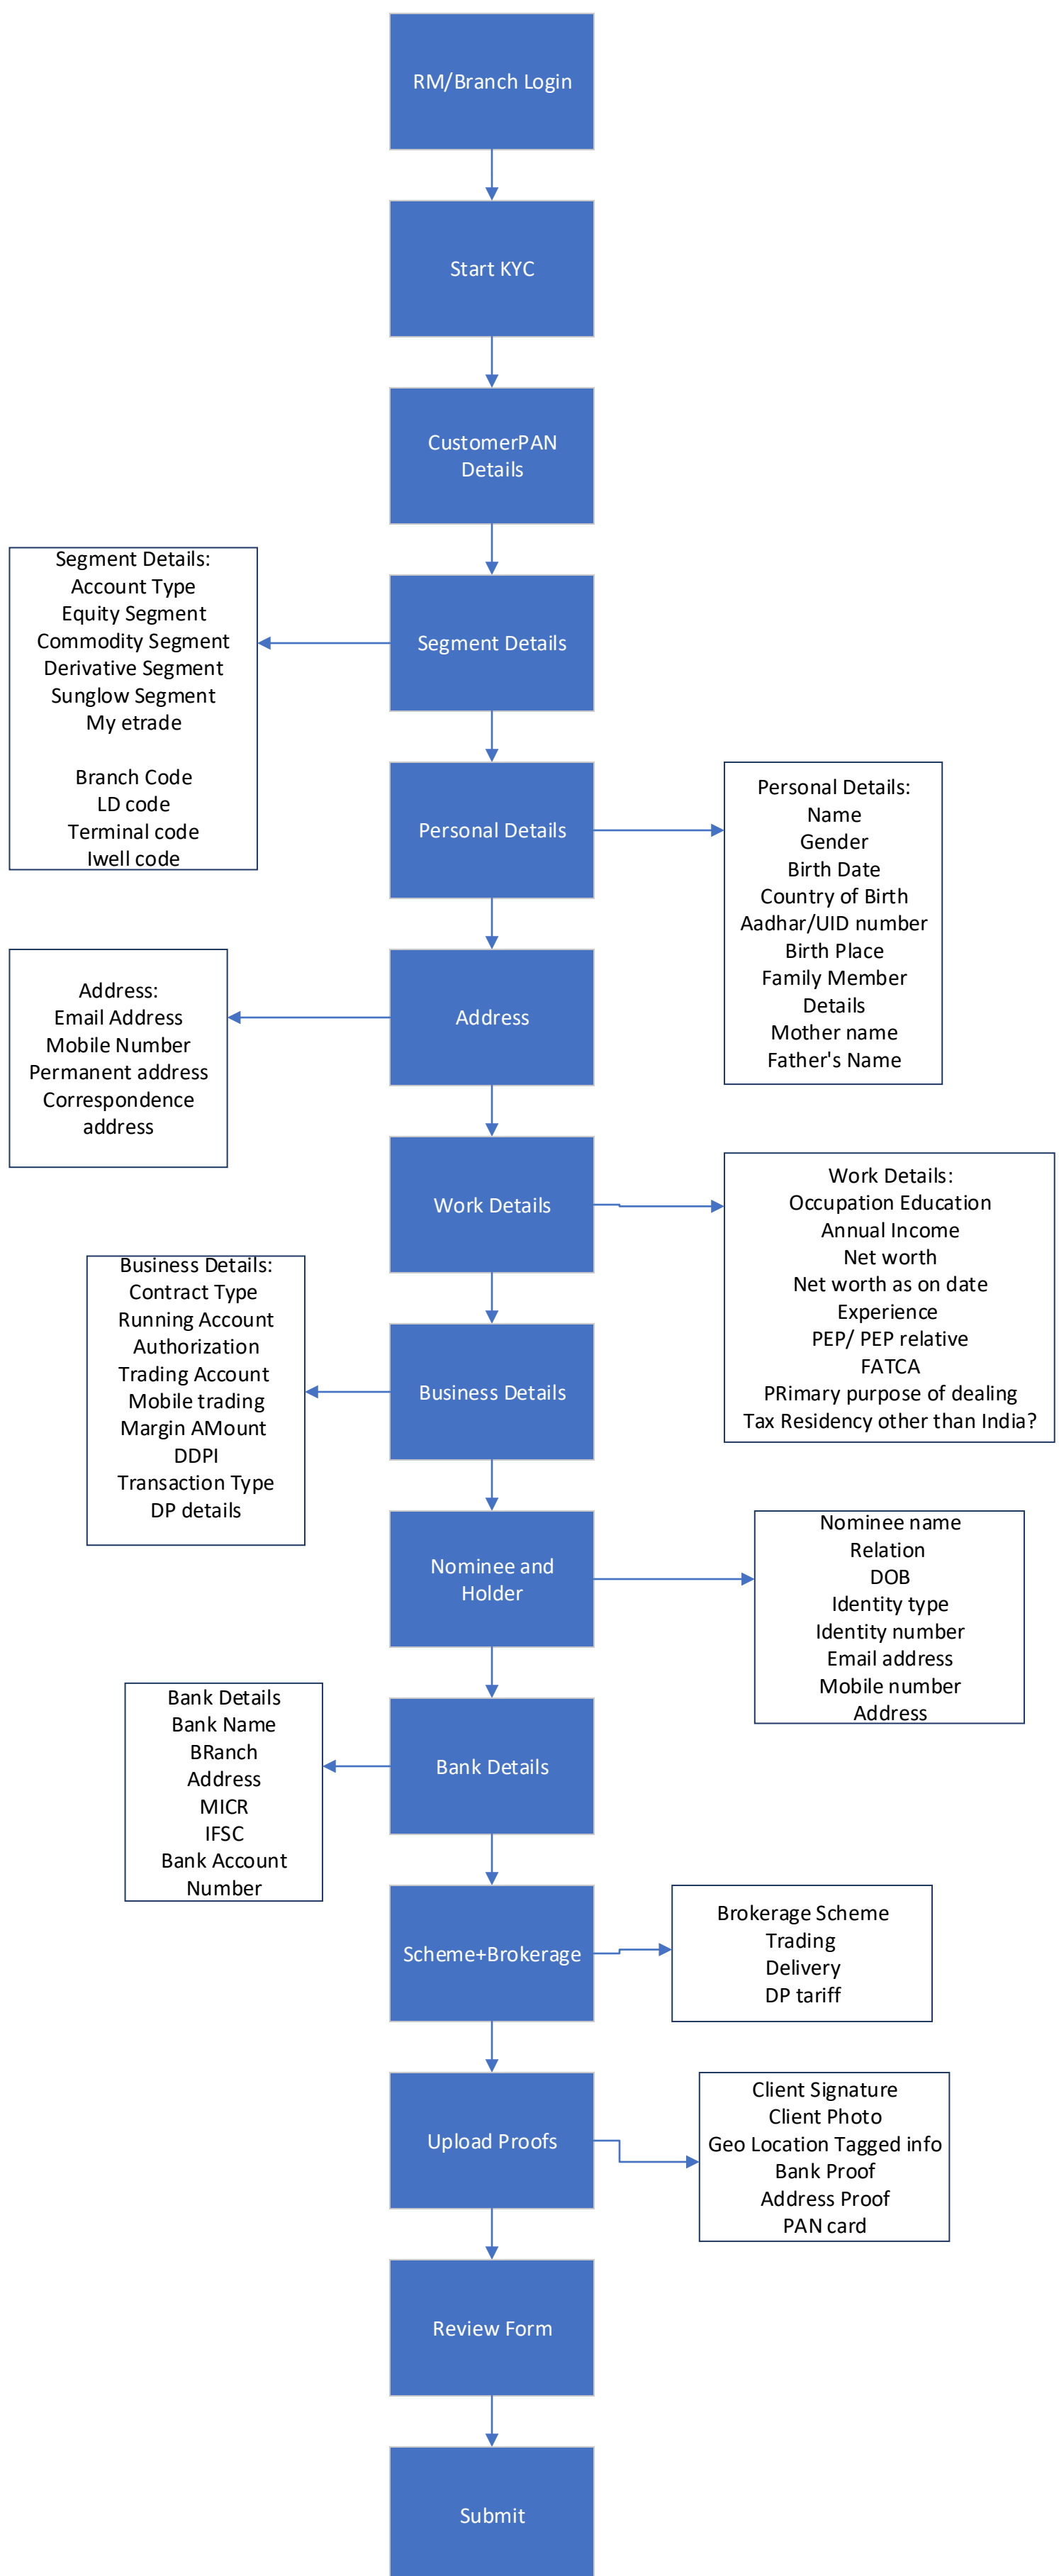 RM/Branch Login
Start KYC
CustomerPAN
Details
Segment Details
Segment Details:
Account Type
Equity Segment
Commodity Segment
Derivative Segment
Sunglow Segment
My etrade
Branch Code
LD code
Terminal code
Iwell code
Personal Details
Personal Details:
Name
Gender
Birth Date
Country of Birth
Aadhar/UID number
Birth Place
Family Member
Details
Mother name
Father's Name
Address
Address:
Email Address
Mobile Number
Permanent address
Correspondence
address
Work Details
Work Details:
Occupation Education
Annual Income
Net worth
Net worth as on date
Experience
PEP/ PEP relative
FATCA
PRimary purpose of dealing
Tax Residency other than India?
Business Details
Business Details:
Contract Type
Running Account
Authorization
Trading Account
Mobile trading
Margin AMount
DDPI
Transaction Type
DP details
Nominee and
Holder
Nominee name
Relation
DOB
Identity type
Identity number
Email address
Mobile number
Address
Bank Details
Bank Details
Bank Name
BRanch
Address
MICR
IFSC
Bank Account
Number
Scheme+Brokerage
Brokerage Scheme
Trading
Delivery
DP tariff
Upload Proofs
Client Signature
Client Photo
Geo Location Tagged info
Bank Proof
Address Proof
PAN card
Review Form
Submit